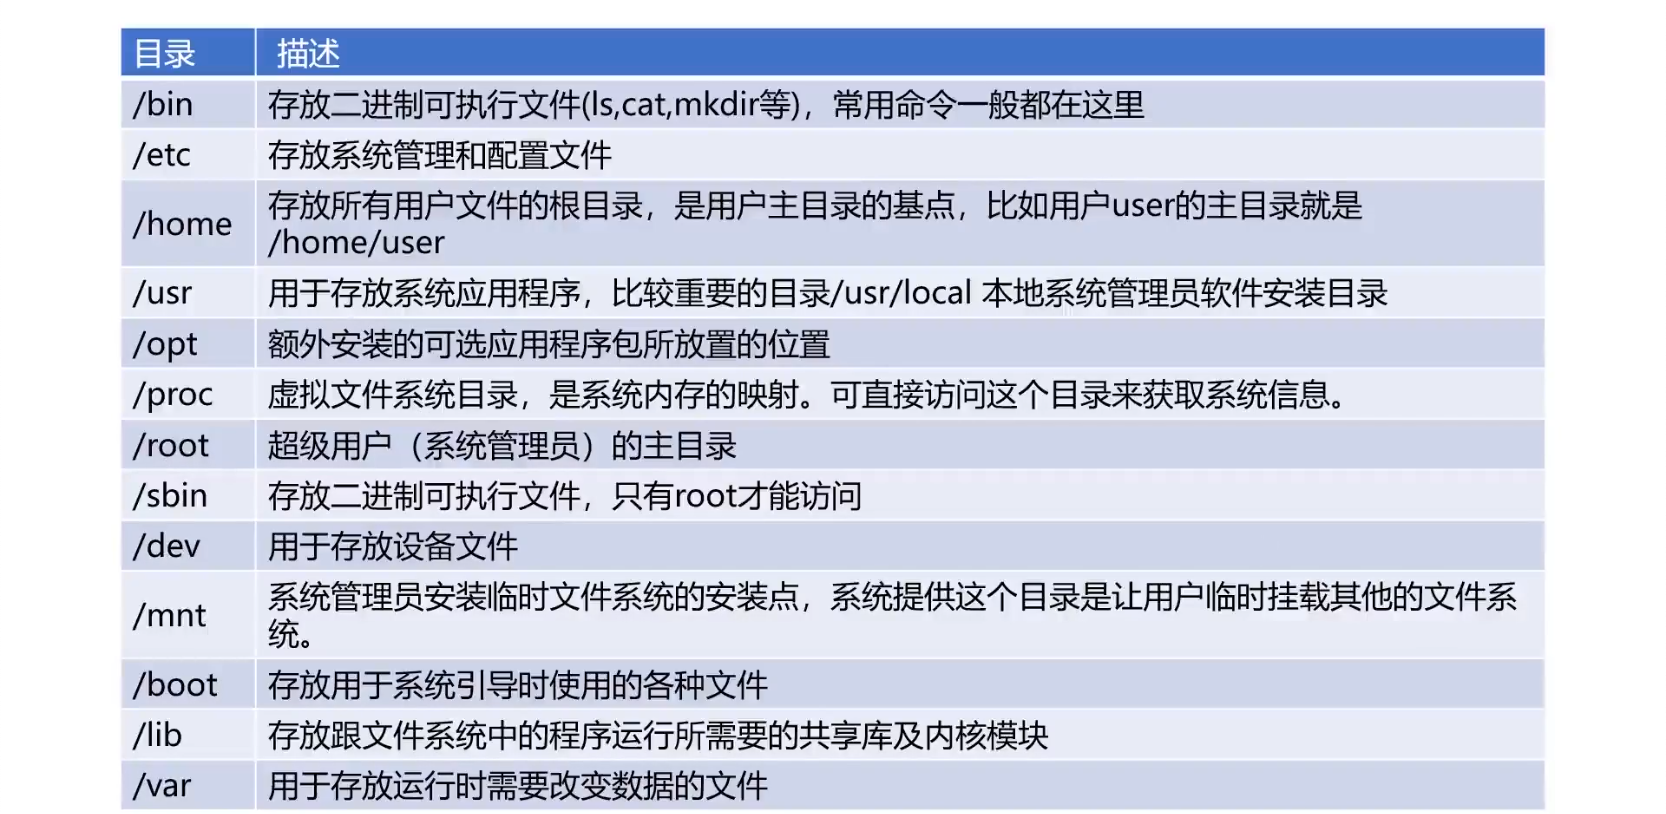 目录 描述
/bin 存放二进制可执行文件(ls,cat,mkdir等)，常用命令一般都在这里
/etc 存放系统管理和配置文件
/home 存放所有用户文件的根目录，是用户主目录的基点，比如用户user的主目录就是
/home/user
/usr 用于存放系统应用程序，比较重要的目录/usr/local 本地系统管理员软件安装目录
/opt 额外安装的可选应用程序包所放置的位置
/proc 虚拟文件系统目录，是系统内存的映射。可直接访问这个目录来获取系统信息。
/root 超级用户（系统管理员）的主目录
/sbin 存放二进制可执行文件，只有root才能访问
/dev 用于存放设备文件
/mnt 系统管理员安装临时文件系统的安装点，系统提供这个目录是让用户临时挂载其他的文件系
统。
/boot 存放用于系统引导时使用的各种文件
/lib 存放跟文件系统中的程序运行所需要的共享库及内核模块
/var 用于存放运行时需要改变数据的文件